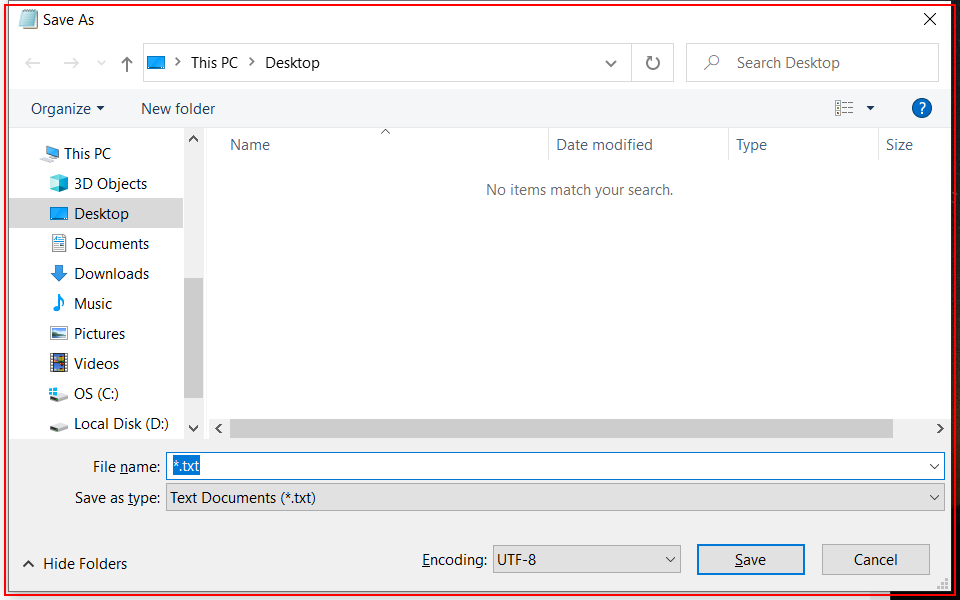 Save As
This PC Desktop
Search Desktop
Organize New folder
?
This PC
3D Objects
Desktop
Documents
Downloads
Music
Pictures
Videos
OS (C:)
Local Disk (D:)
Name Date modified Type Size
No items match your search.
File name: *.txt
Save as type: Text Documents (*.txt)
Hide Folders Encoding: UTF-8 Save Cancel